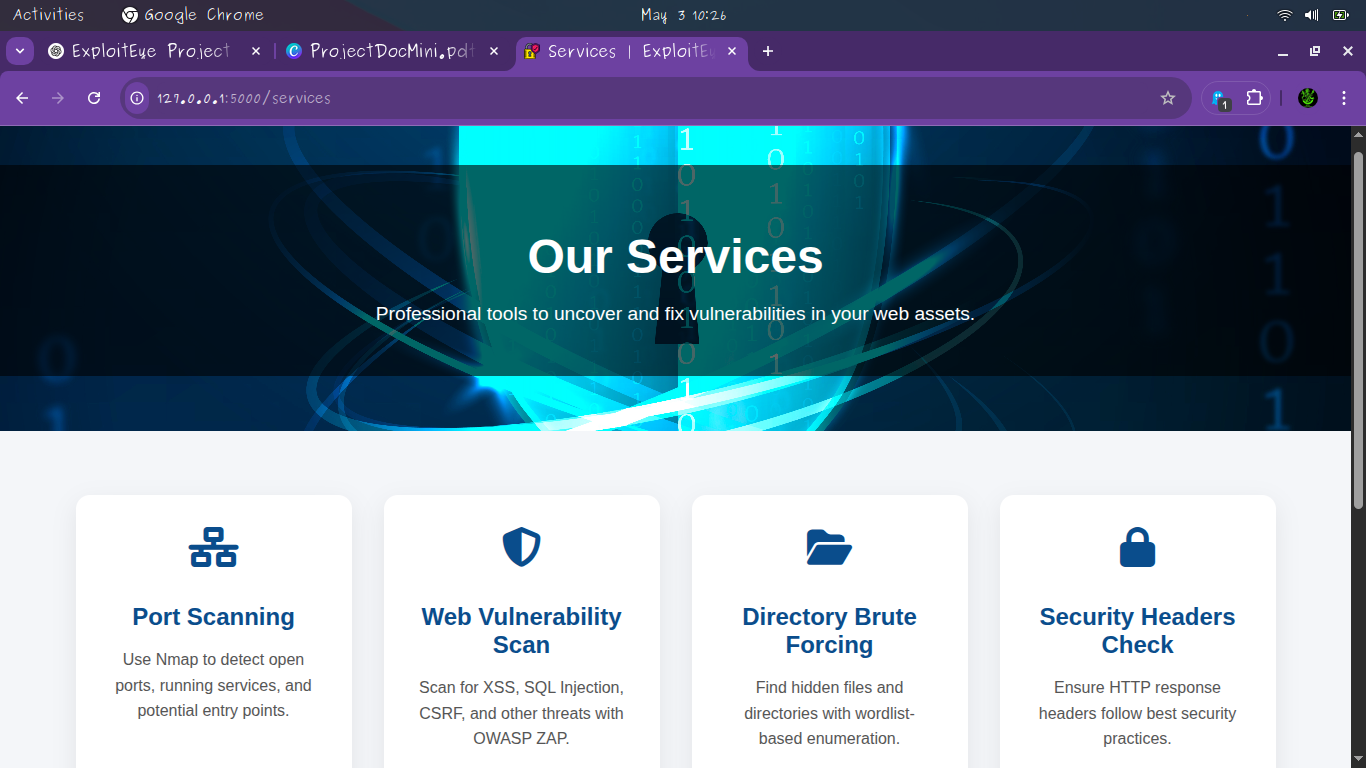 Activities Google Chrome May 3 10:26
ExploitEye Project ProjectDocMini.pdf Services | ExploitEy
127.0.0.1:5000/services
1
Our Services
Professional tools to uncover and fix vulnerabilities in your web assets.
Port Scanning
Use Nmap to detect open
ports, running services, and
potential entry points.
Web Vulnerability
Scan
Scan for XSS, SQL Injection,
CSRF, and other threats with
OWASP ZAP.
Directory Brute
Forcing
Find hidden files and
directories with wordlist-
based enumeration.
Security Headers
Check
Ensure HTTP response
headers follow best security
practices.